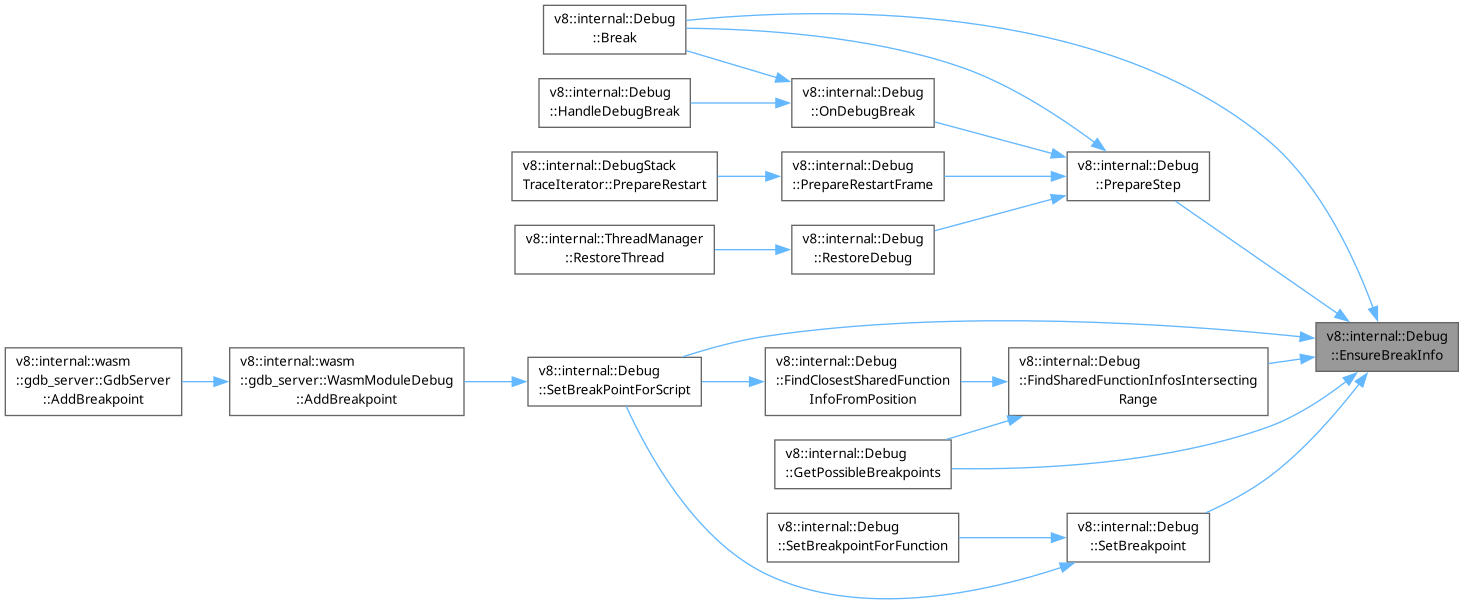 v8::internal::Debug
::Break
v8::internal::Debug
::HandleDebugBreak
v8::internal::Debug
::OnDebugBreak
v8::internal::DebugStack
TraceIterator::PrepareRestart
v8::internal::Debug
::PrepareRestartFrame
v8::internal::Debug
::PrepareStep
v8::internal::ThreadManager
::RestoreThread
v8::internal::Debug
::RestoreDebug
v8::internal::Debug
::EnsureBreakInfo
v8::internal::wasm
::gdb_server::GdbServer
::AddBreakpoint
v8::internal::wasm
::gdb_server::WasmModuleDebug
::AddBreakpoint
v8::internal::Debug
::SetBreakPointForScript
v8::internal::Debug
::FindClosestSharedFunction
InfoFromPosition
v8::internal::Debug
::FindSharedFunctionInfosIntersecting
Range
v8::internal::Debug
::GetPossibleBreakpoints
v8::internal::Debug
::SetBreakpointForFunction
v8::internal::Debug
::SetBreakpoint